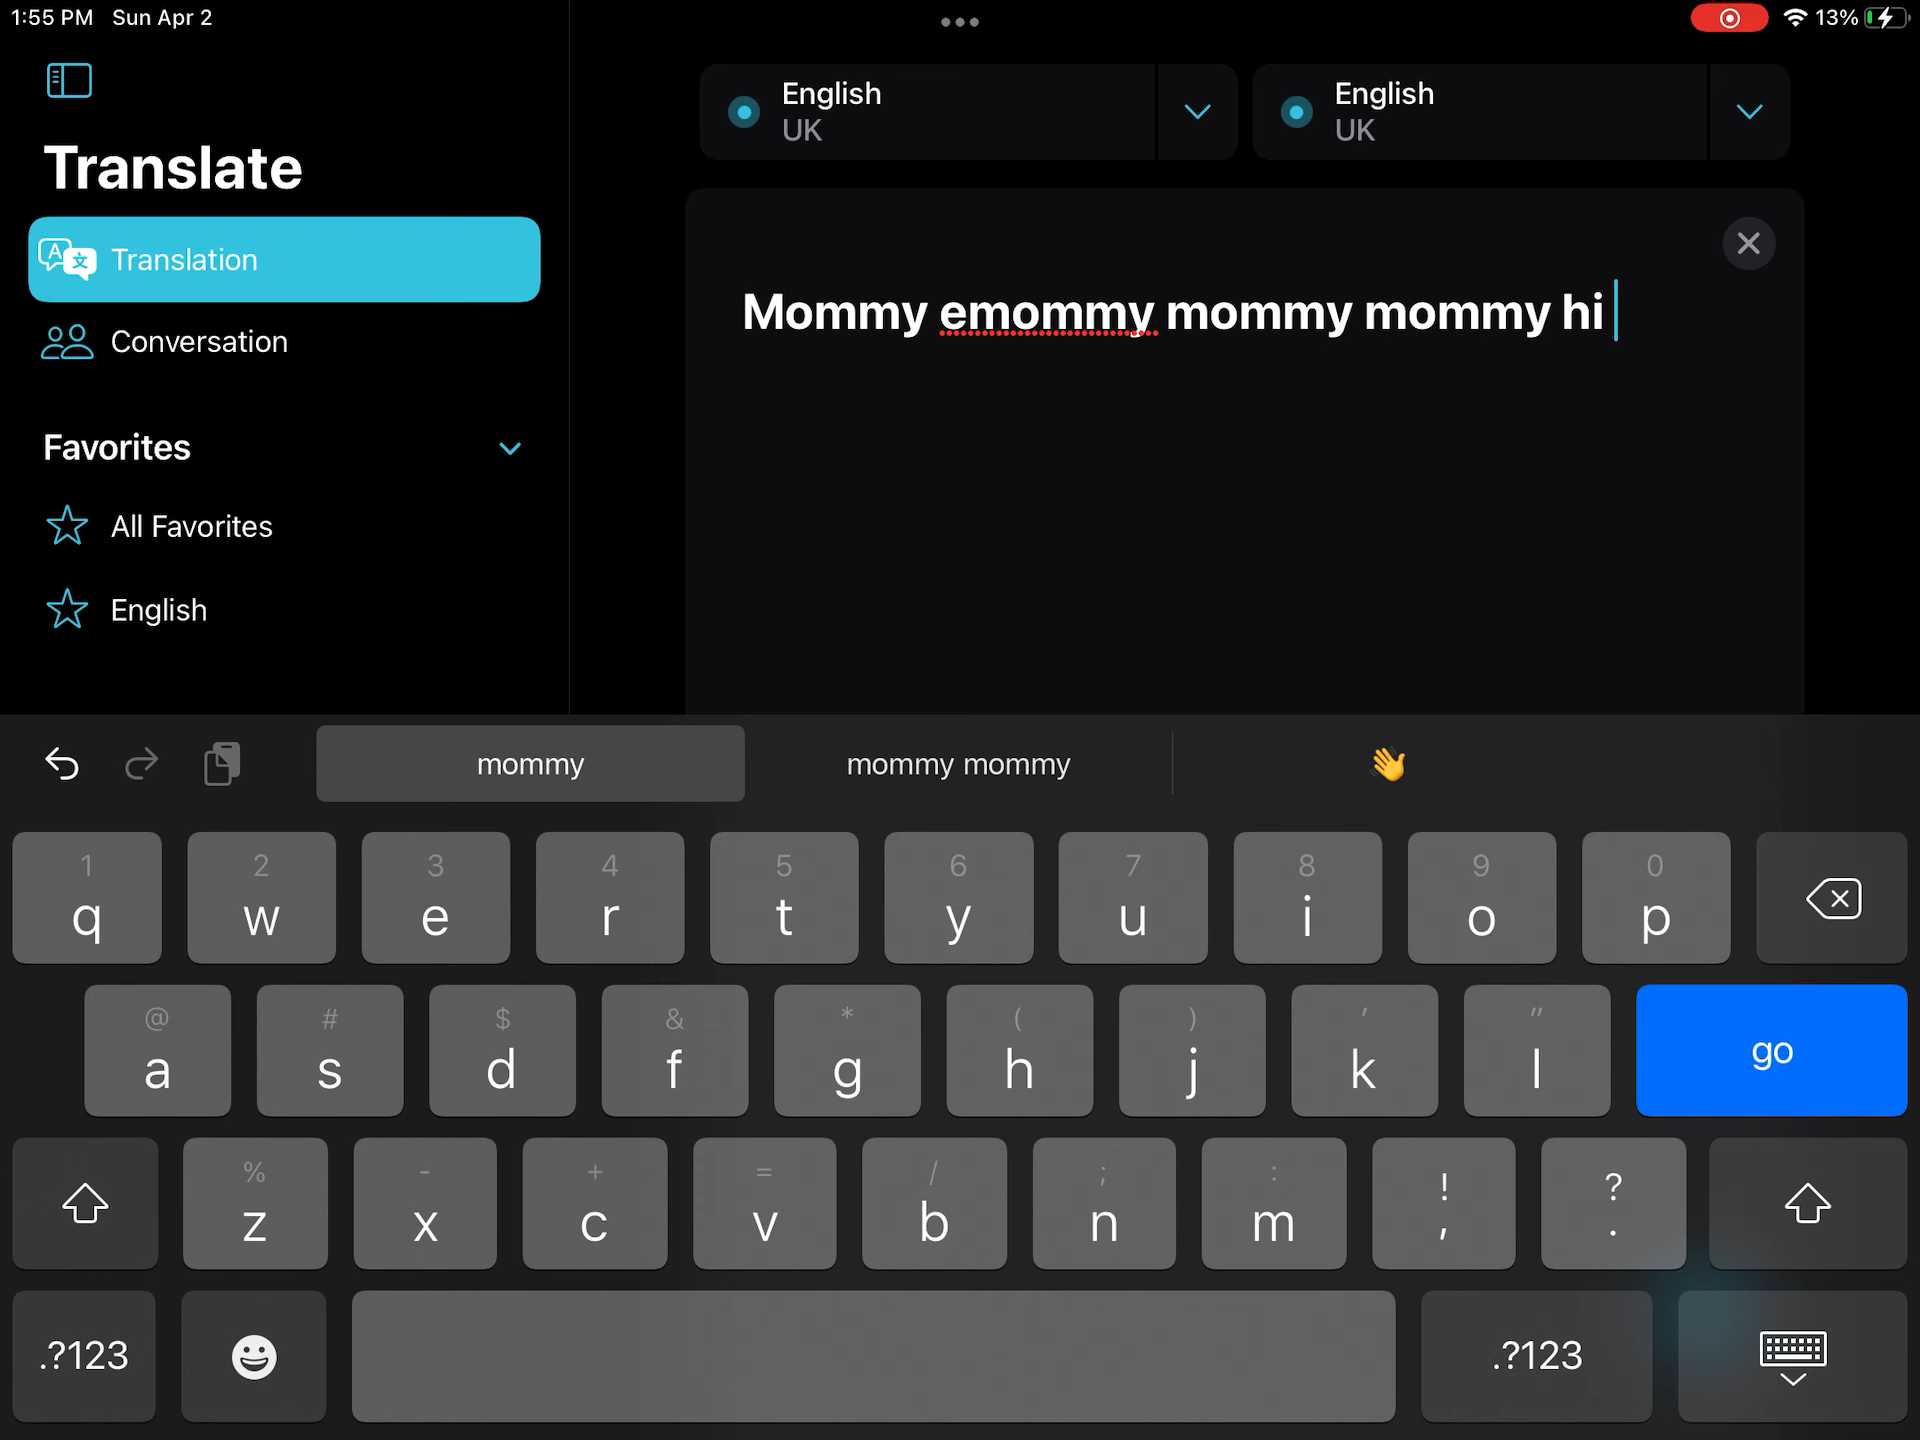 1:55 PM Sun Apr 2
13%
Translate
Translation
Conversation
Favorites
All Favorites
English
English
UK
English
UK
Mommy emommy mommy mommy hi
mommy mommy mommy 👋
1 2 3 4 5 6 7 8 9 0
q w e r t y u i o p
@ # $ & * ( ) ' "
a s d f g h j k l go
% - + = / ; : ! ?
z x c v b n m , .
.?123 .?123